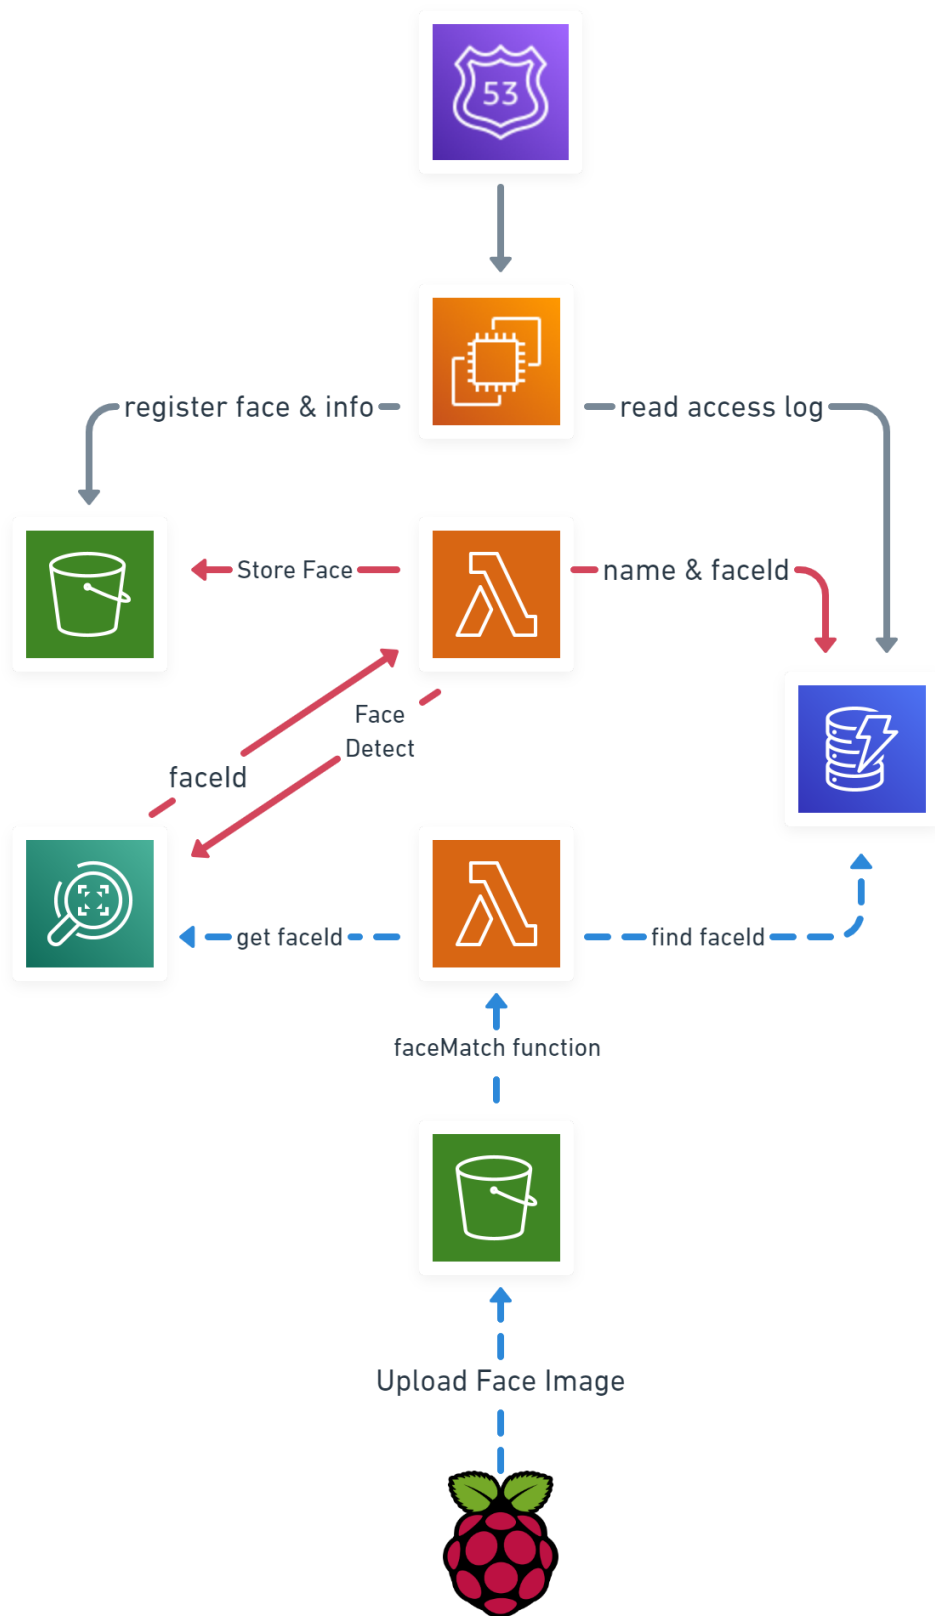 53
register face & info
read access log
Store Face
name & faceId
Face
Detect
faceId
get faceId
find faceId
faceMatch function
Upload Face Image